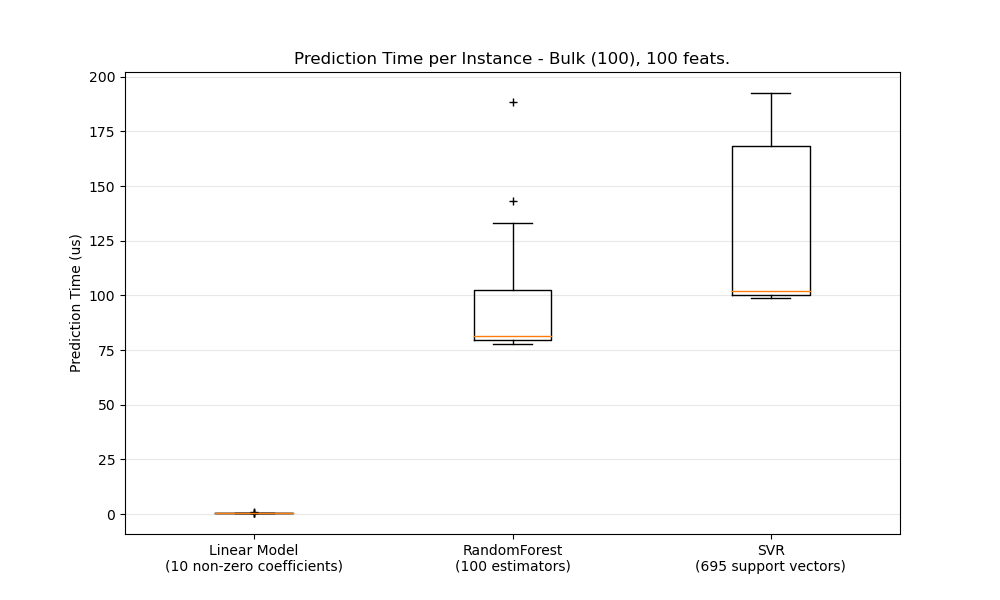 Prediction Time per Instance - Bulk (100), 100 feats.
200
175
150
125
100
75
50
25
0
Prediction Time (us)
Linear Model
(10 non-zero coefficients)
RandomForest
(100 estimators)
SVR
(695 support vectors)